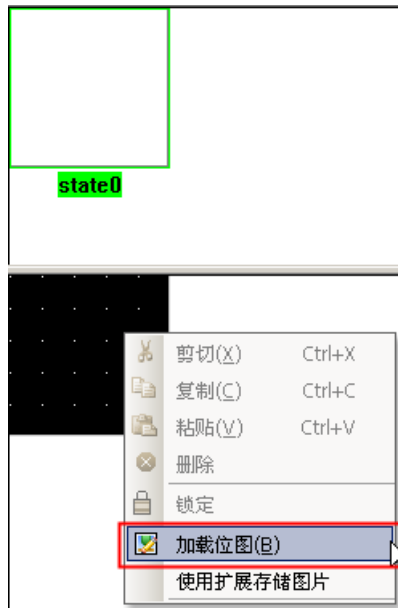 state0
剪切(X) Ctrl+X
复制(C) Ctrl+C
粘贴(V) Ctrl+V
删除
锁定
加载位图(B)
使用扩展存储图片